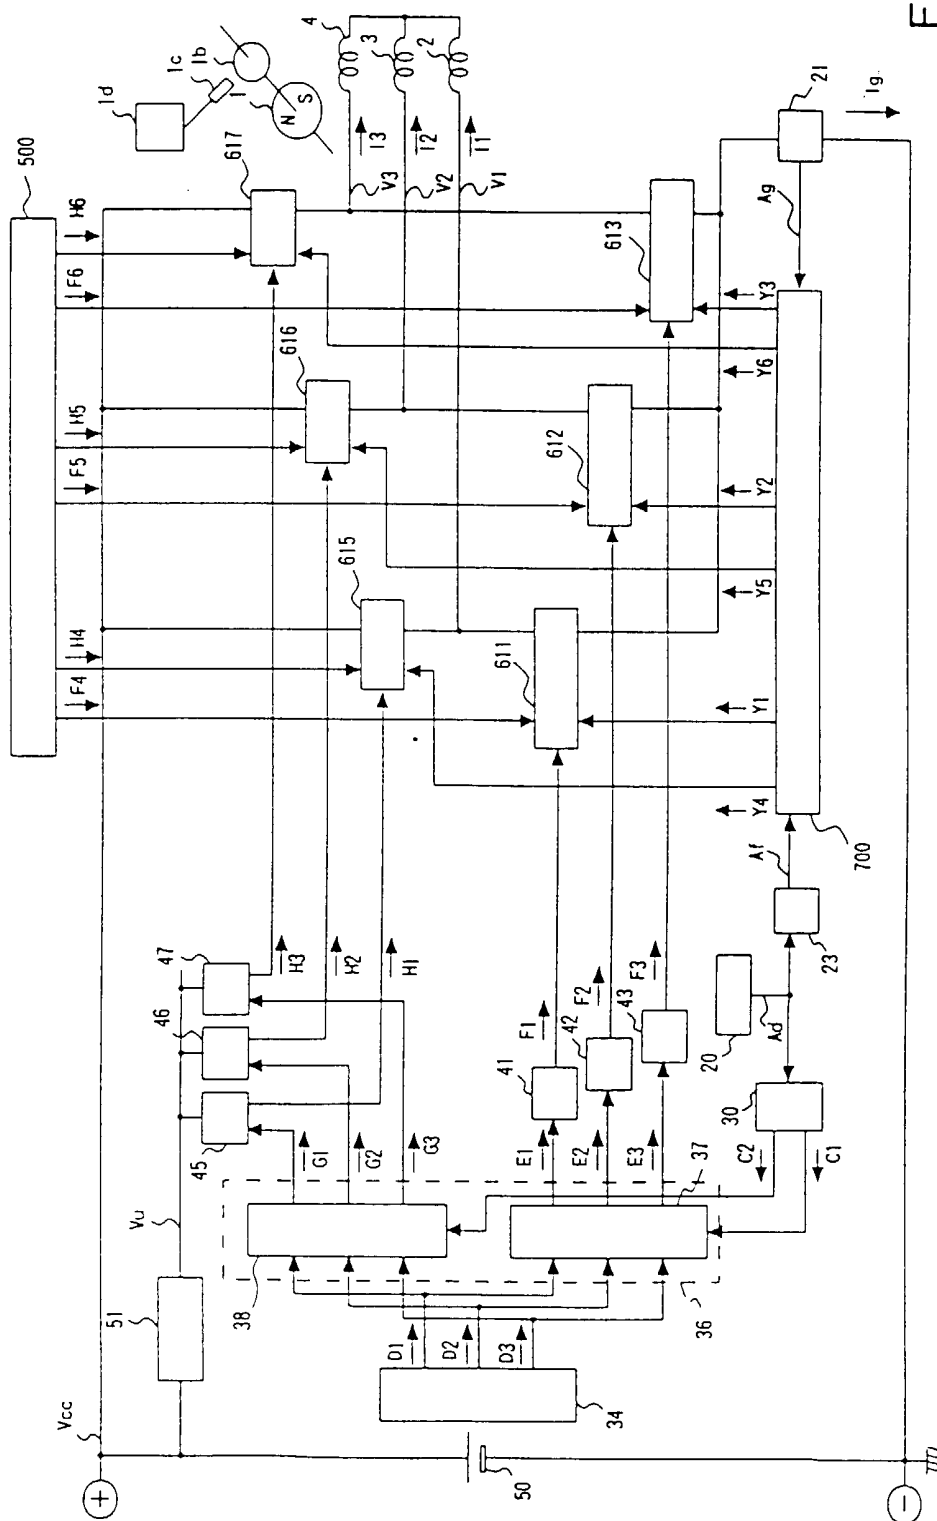 F
500
1d
1c
1b
1
N
S
4
3
2
617
H6
F6
I3
I2
I1
V3
V2
V1
21
Ig
Ag
613
616
H5
F5
612
Y3
Y6
615
H4
F4
611
Y2
Y5
Y1
Y4
700
Af
23
47
46
45
H3
H2
H1
F1
F2
F3
41
42
43
20
Ad
30
G1
G2
G3
E1
E2
E3
37
C2
C1
Vu
51
38
36
D1
D2
D3
34
Vcc
50
+
-